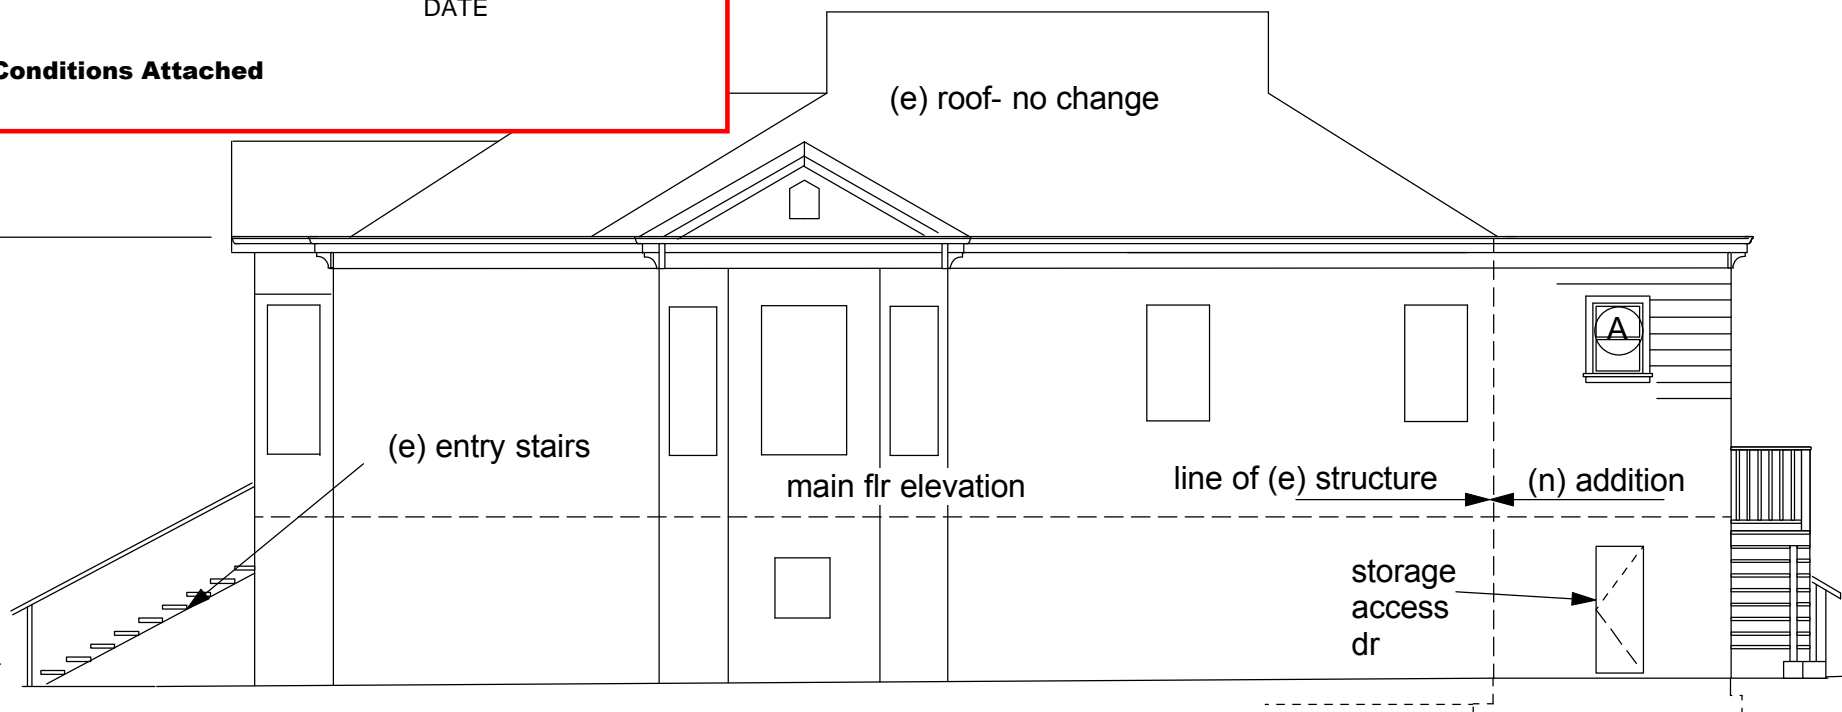 DATE
Conditions Attached
(e) roof- no change
A
(e) entry stairs
main flr elevation
line of (e) structure
(n) addition
storage
access
dr